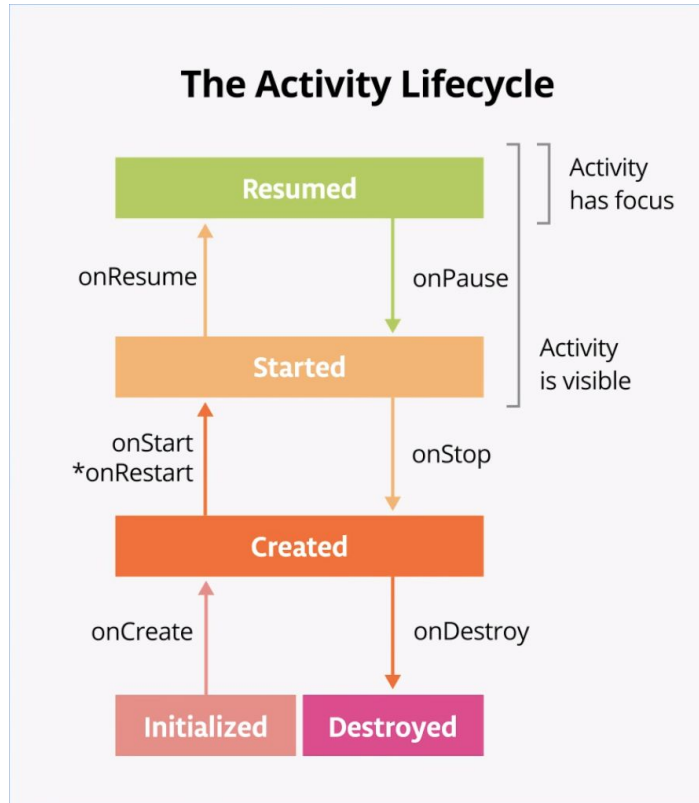 The Activity Lifecycle
Resumed
Activity
has focus
onResume
onPause
Started
Activity
is visible
onStart
*onRestart
onStop
Created
onCreate
onDestroy
Initialized
Destroyed